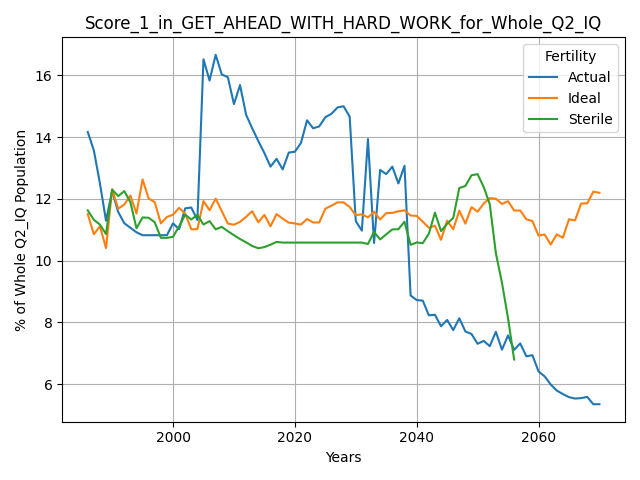 Score_1_in_GET_AHEAD_WITH_HARD_WORK_for_Whole_Q2_IQ
Fertility
Actual
Ideal
Sterile
% of Whole Q2_IQ Population
16
14
12
10
8
6
2000 2020 2040 2060
Years